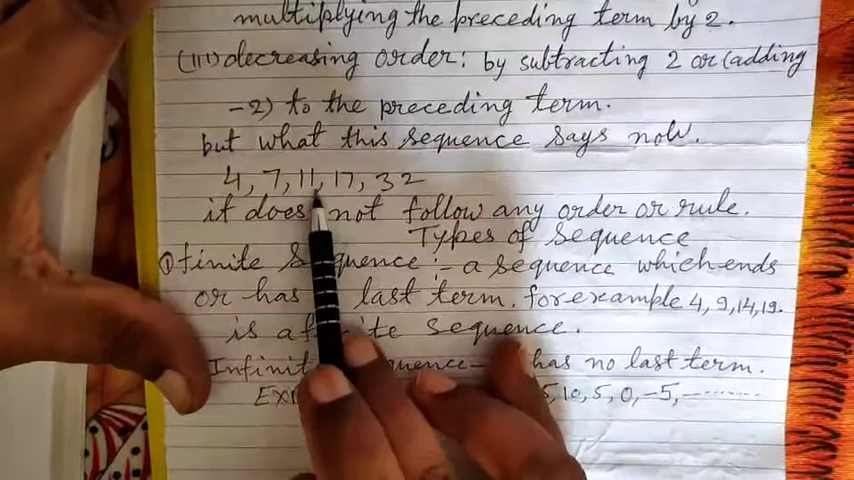 multiplying the preceding term by 2.
(iii) decreasing order: by subtracting 2 or (adding
-2) to the preceding term.
but what this sequence says now.
4, 7, 11, 17, 32
it does not follow any order or rule.
Types of Sequence
① finite sequence :- a sequence which ends
or has last term. for example 4, 9, 14, 19.
is a finite sequence.
Infinit has no last term.
10, 5, 0, -5, ........